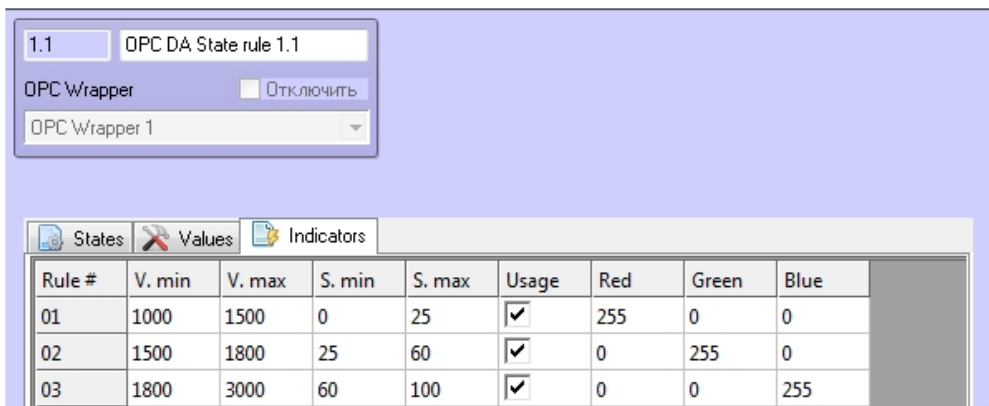 1.1 OPC DA State rule 1.1
OPC Wrapper Отключить
OPC Wrapper 1
States Values Indicators
Rule # V. min V. max S. min S. max Usage Red Green Blue
01 1000 1500 0 25 255 0 0
02 1500 1800 25 60 0 255 0
03 1800 3000 60 100 0 0 255